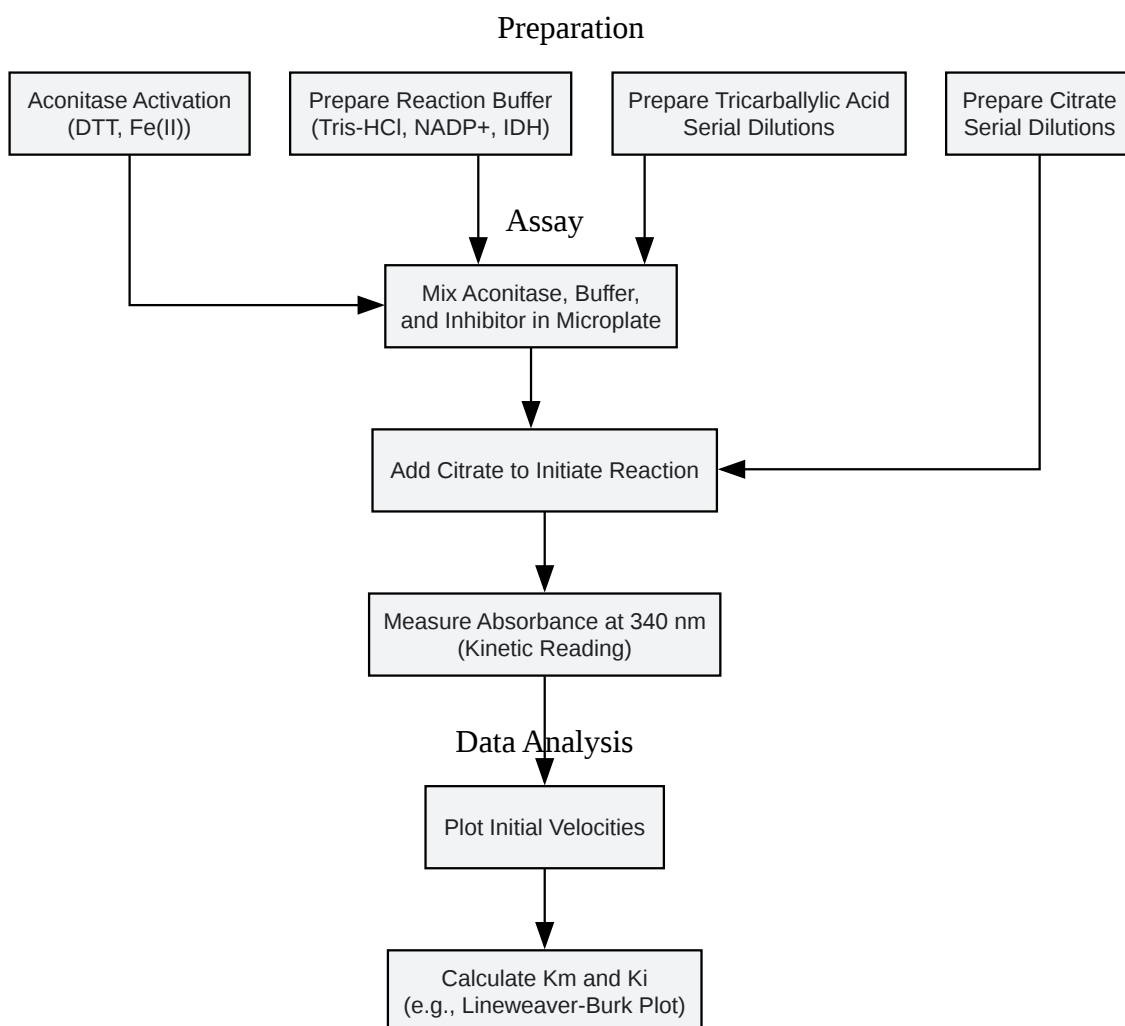 Preparation
Aconitase Activation
(DTT, Fe(II))
Prepare Reaction Buffer
(Tris-HCl, NADP+, IDH)
Prepare Tricarballylic Acid
Serial Dilutions
Prepare Citrate
Serial Dilutions
Assay
Mix Aconitase, Buffer,
and Inhibitor in Microplate
Add Citrate to Initiate Reaction
Measure Absorbance at 340 nm
(Kinetic Reading)
Data Analysis
Plot Initial Velocities
Calculate Km and Ki
(e.g., Lineweaver-Burk Plot)